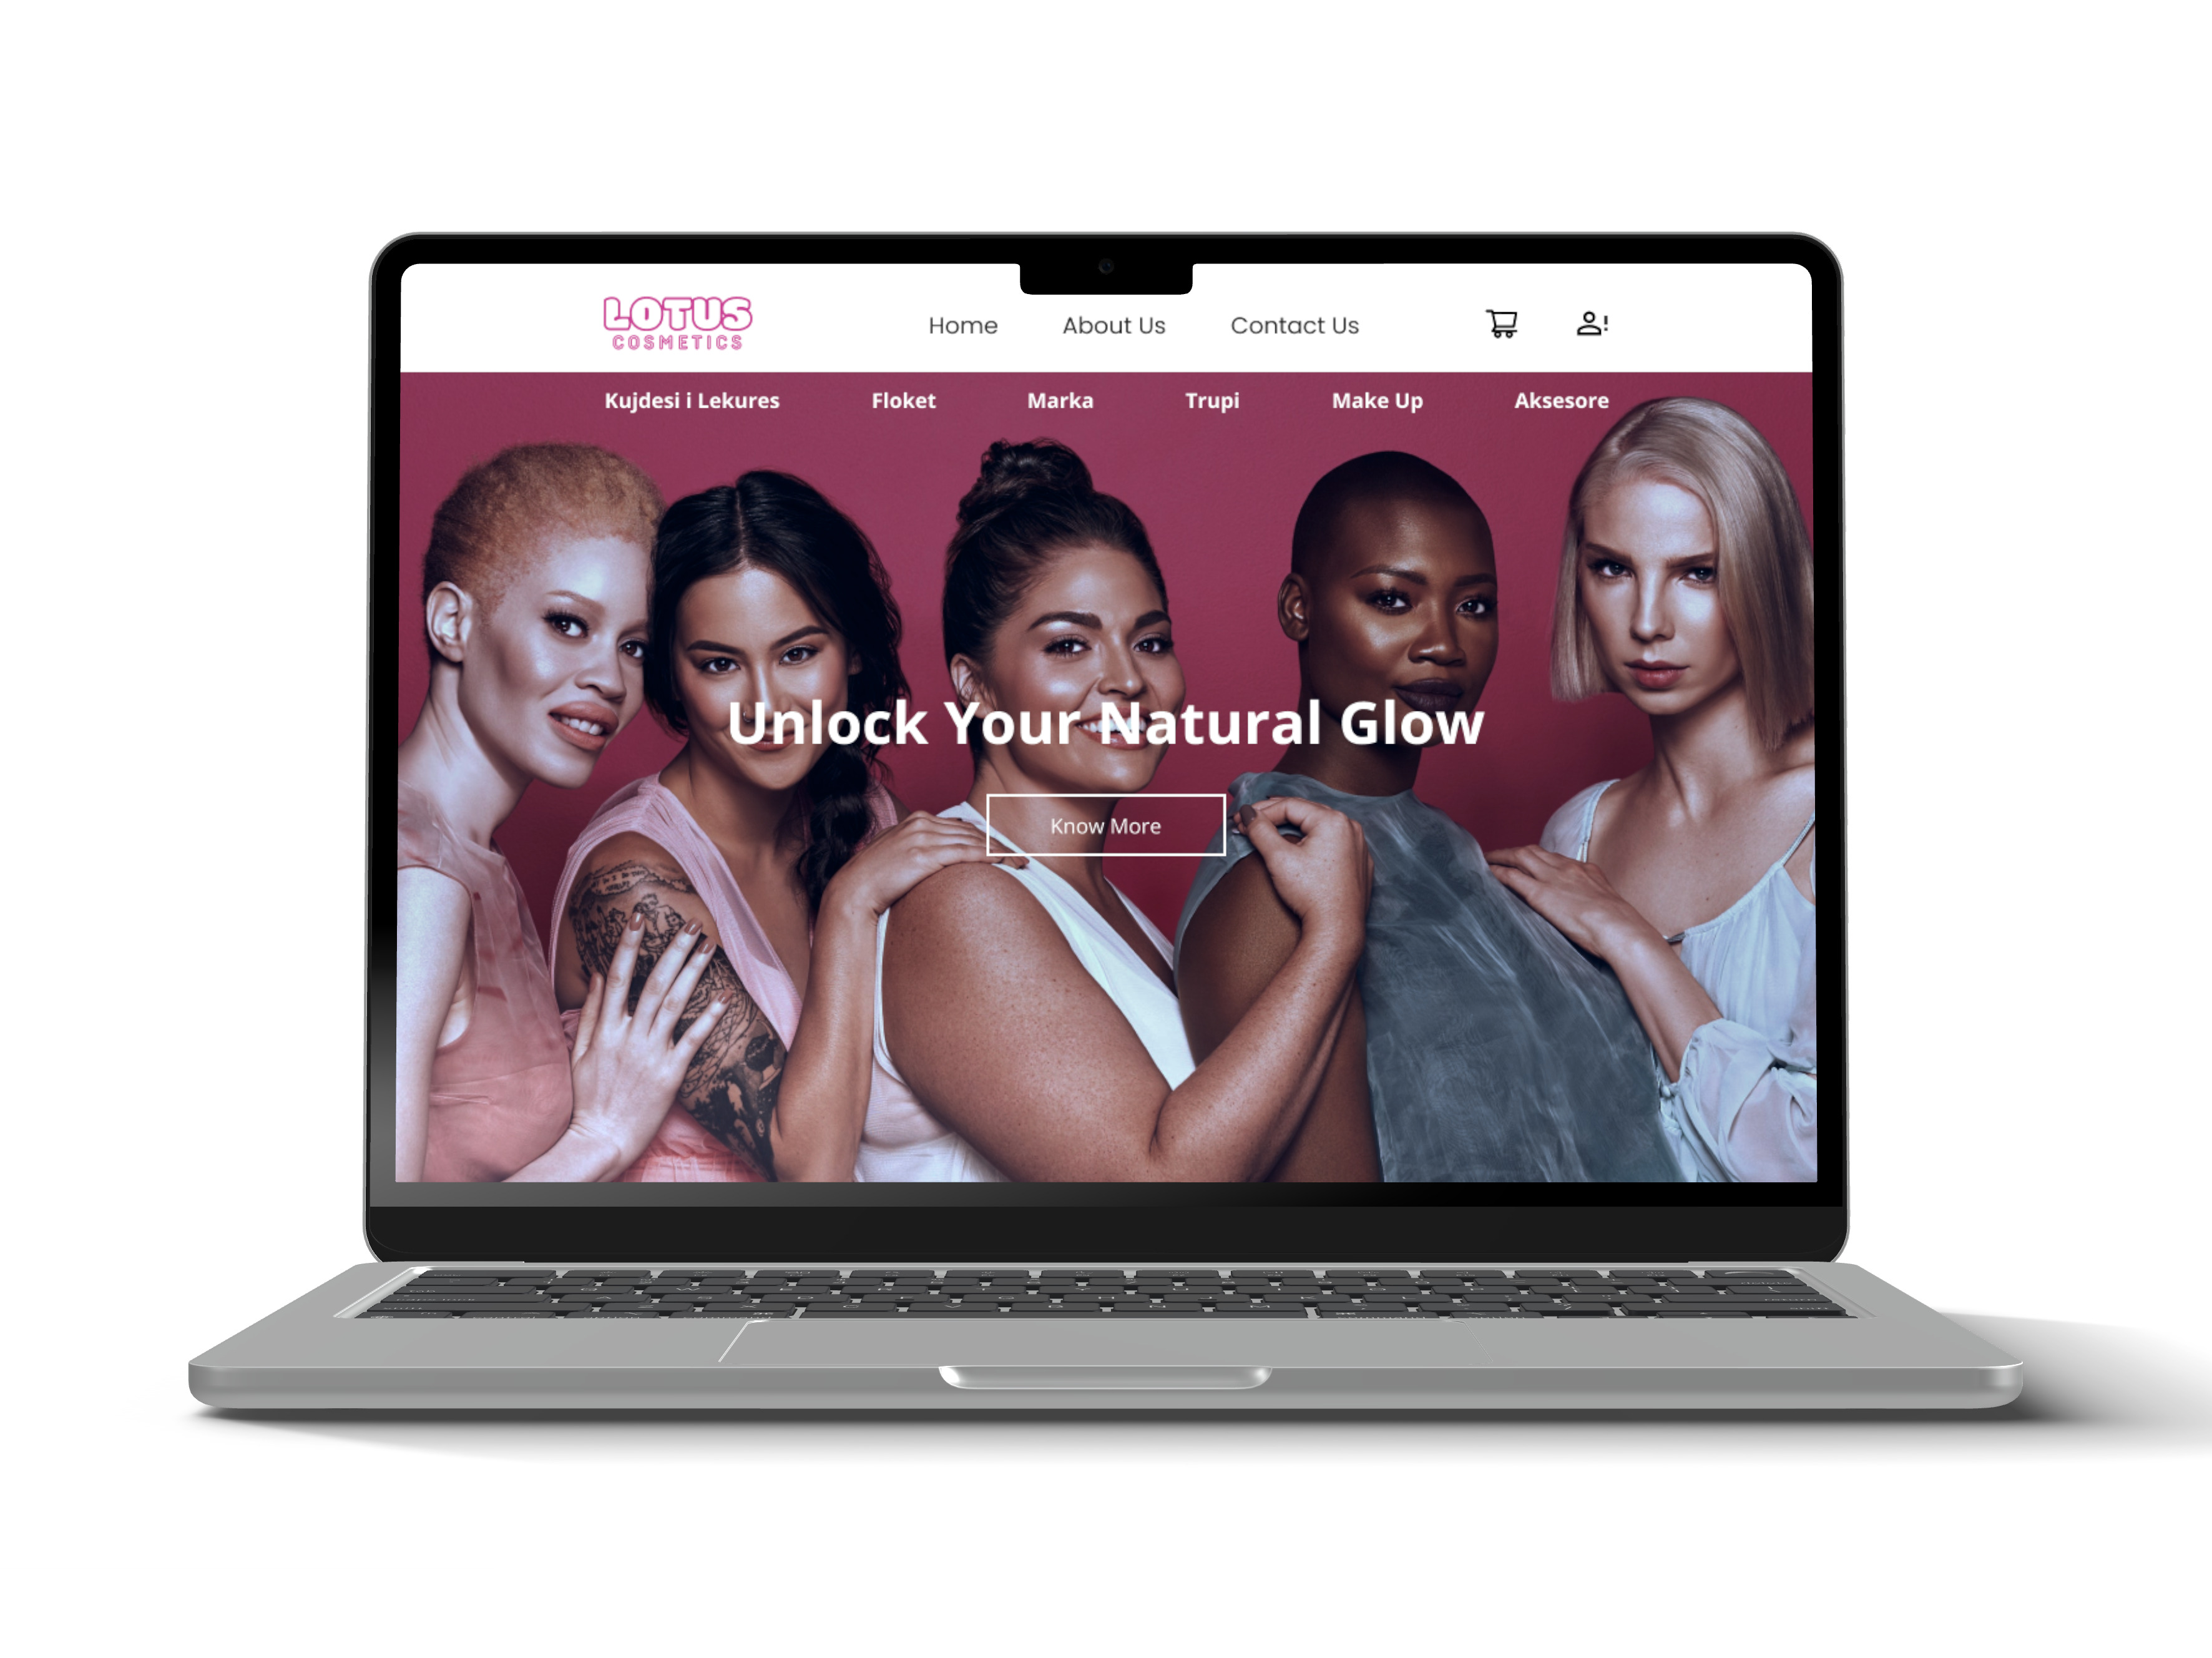 LOTUS
COSMETICS
Home About Us Contact Us
Kujdesi i Lekures Floket Marka Trupi Make Up Aksesore
Unlock Your Natural Glow
Know More